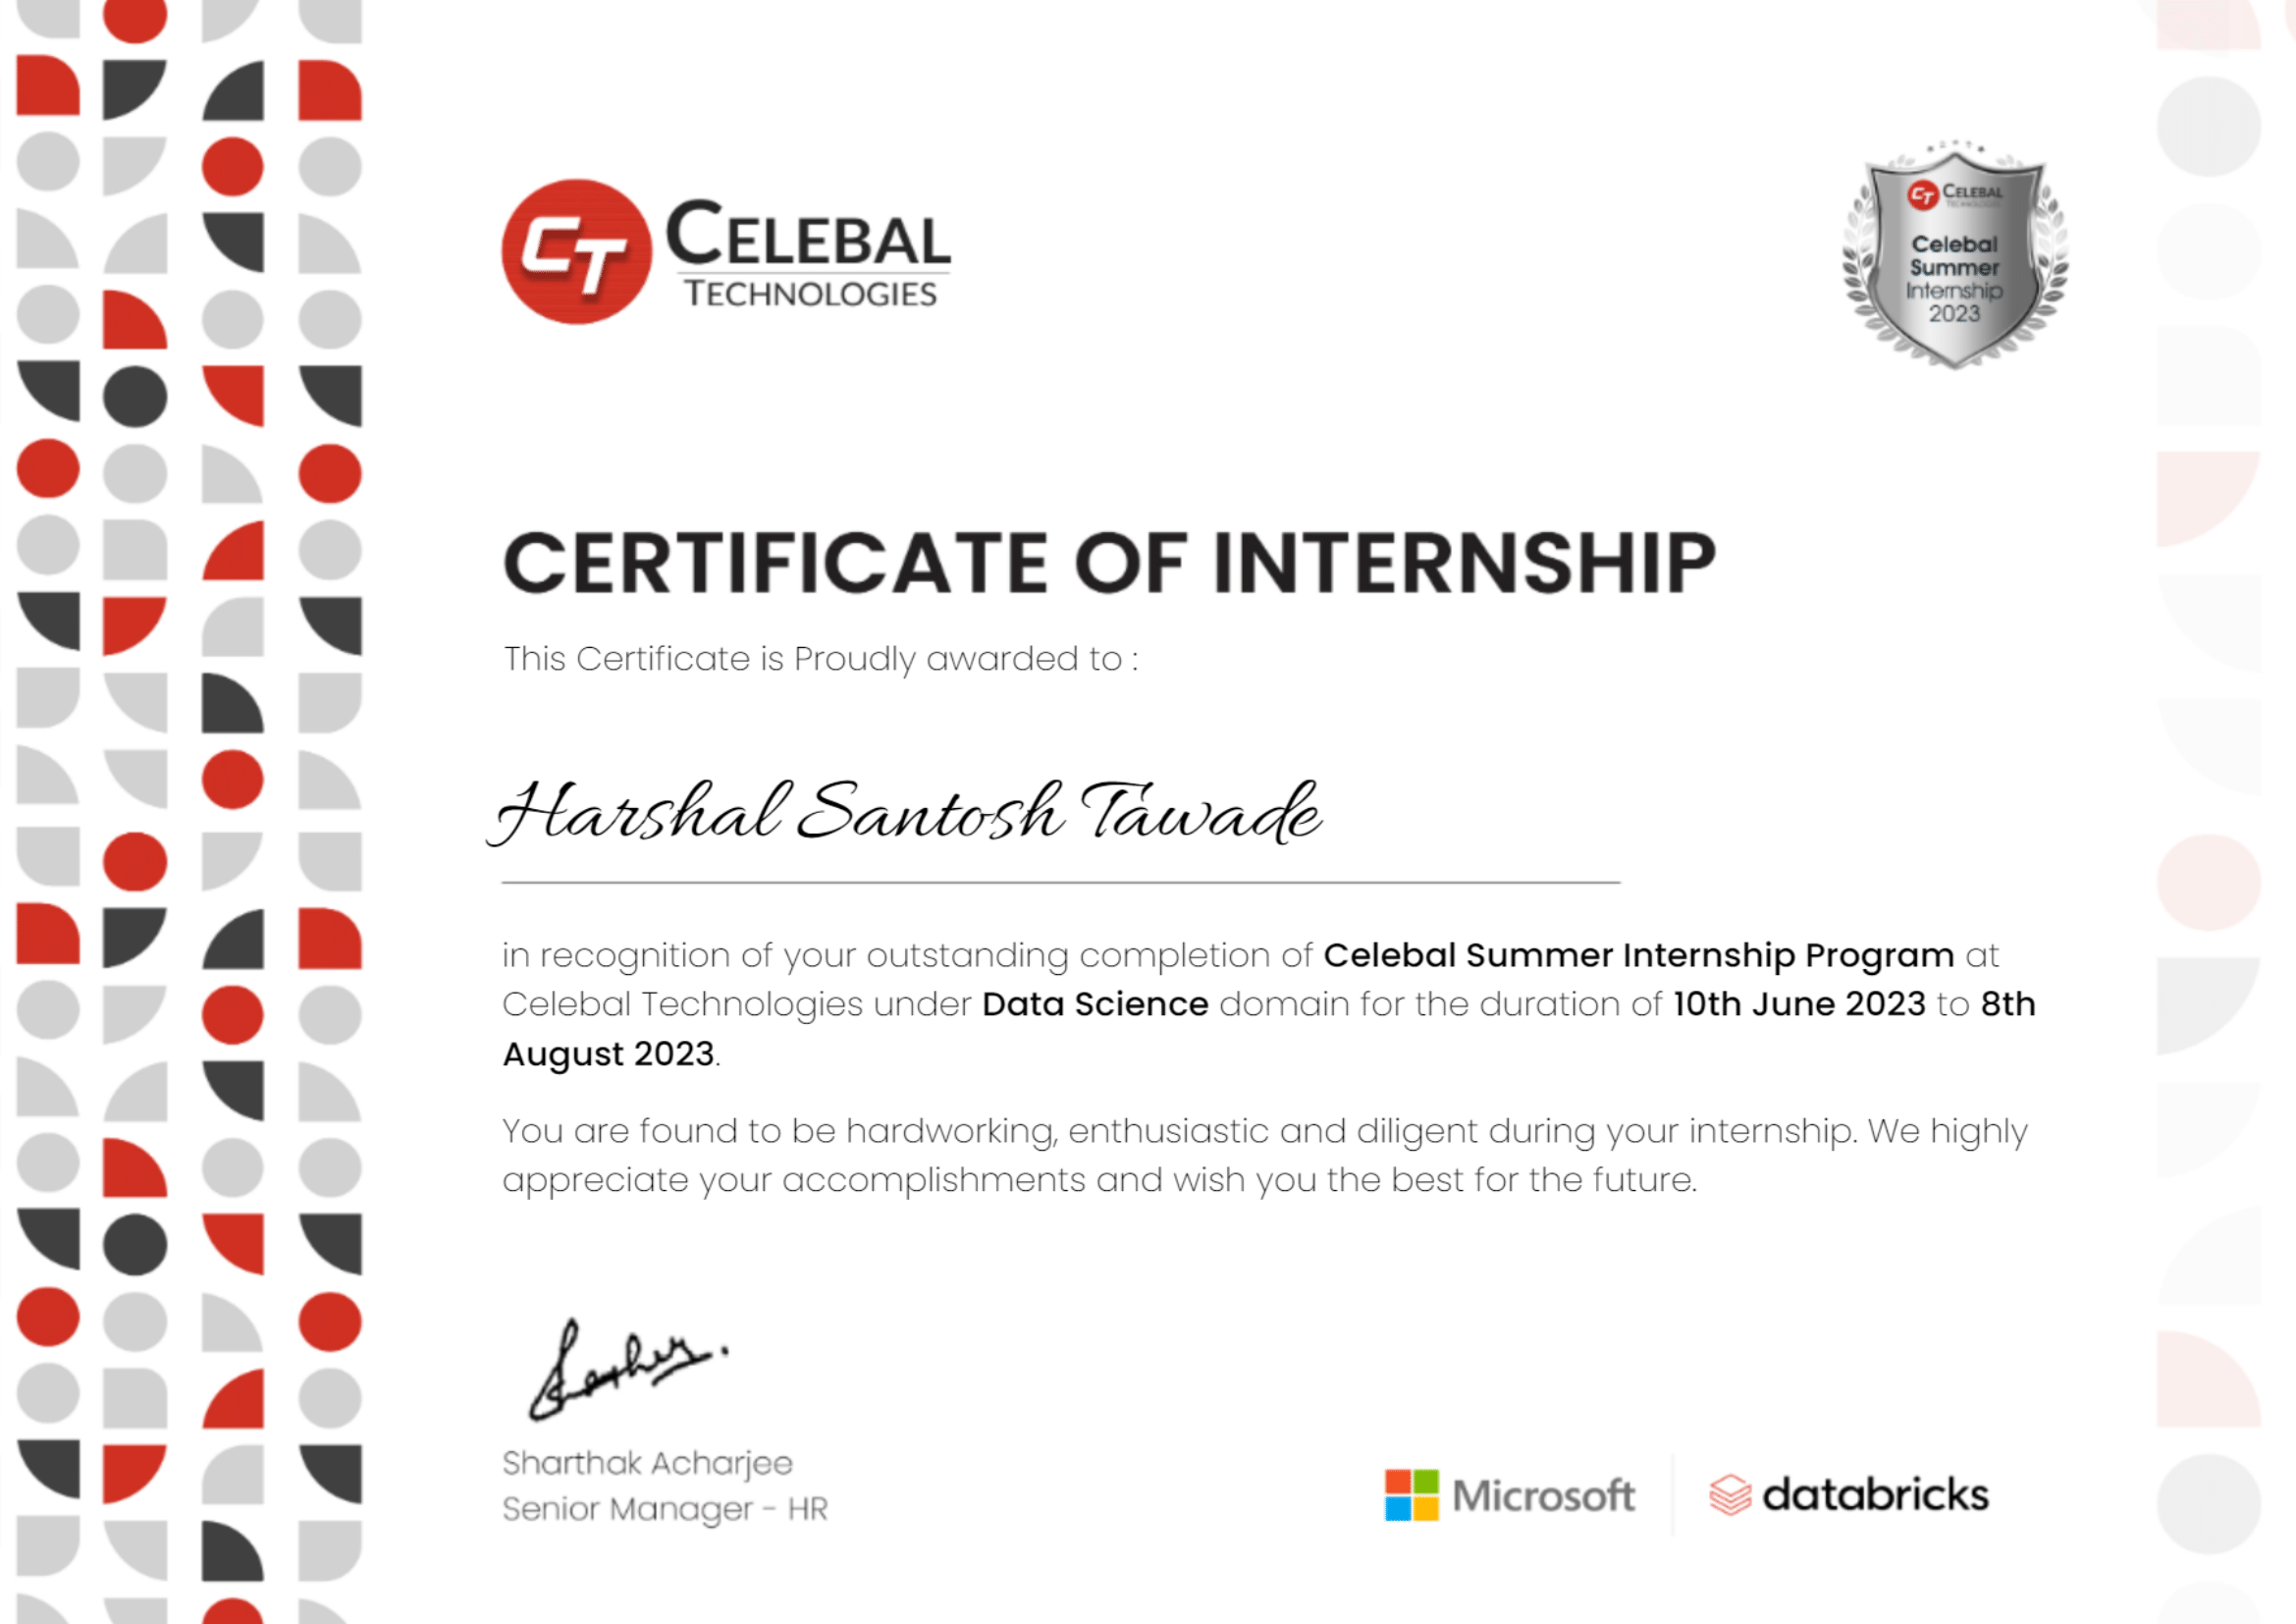 CT CELEBAL
TECHNOLOGIES
CT CELEBAL
TECHNOLOGIES
Celebal
Summer
Internship
2023
CERTIFICATE OF INTERNSHIP
This Certificate is Proudly awarded to :
Harshal Santosh Tawade
in recognition of your outstanding completion of Celebal Summer Internship Program at
Celebal Technologies under Data Science domain for the duration of 10th June 2023 to 8th
August 2023.
You are found to be hardworking, enthusiastic and diligent during your internship. We highly
appreciate your accomplishments and wish you the best for the future.
Sharthak Acharjee
Senior Manager - HR
Microsoft
databricks